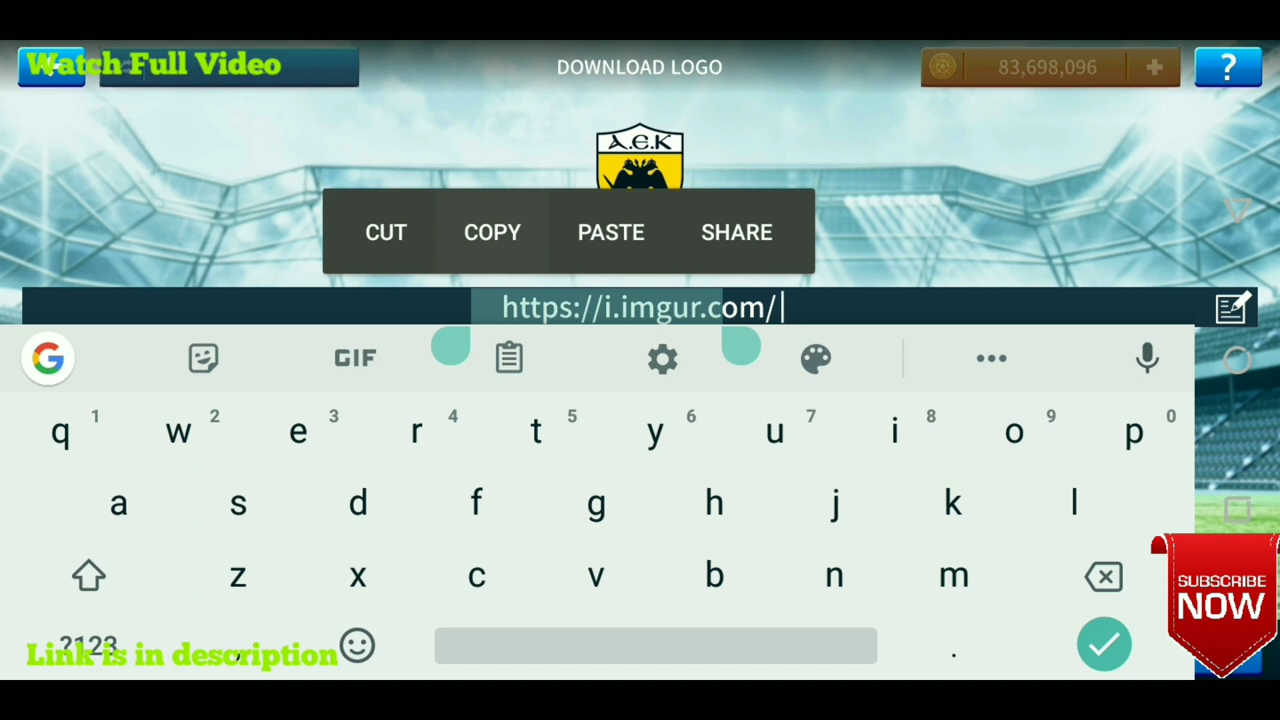 Watch Full Video
DOWNLOAD LOGO
83,698,096 +
?
A.E.K
CUT COPY PASTE SHARE
https://i.imgur.com/
GIF
1 2 3 4 5 6 7 8 9 0
q w e r t y u i o p
a s d f g h j k l
z x c v b n m
SUBSCRIBE
NOW
?123 , .
Link is in description